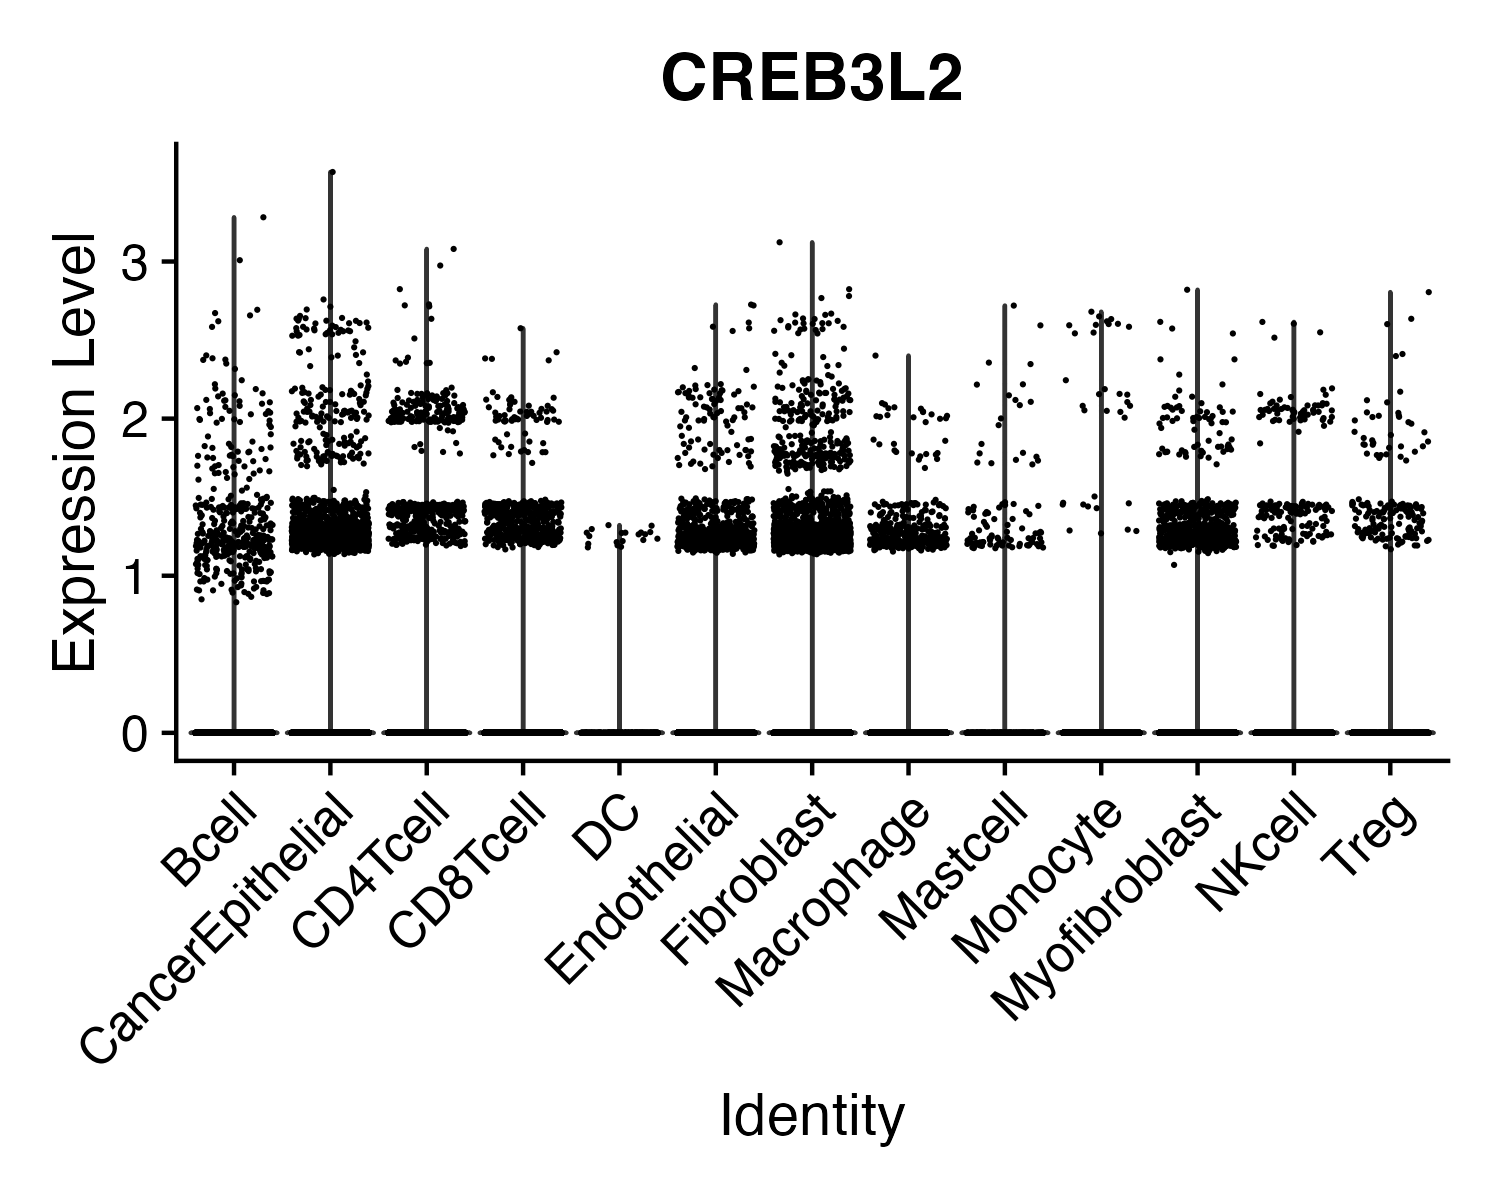 CREB3L2
Expression Level
3
2
1
0
Bcell
CancerEpithelial
CD4Tcell
CD8Tcell
DC
Endothelial
Fibroblast
Macrophage
Mastcell
Monocyte
Myofibroblast
NKcell
Treg
Identity